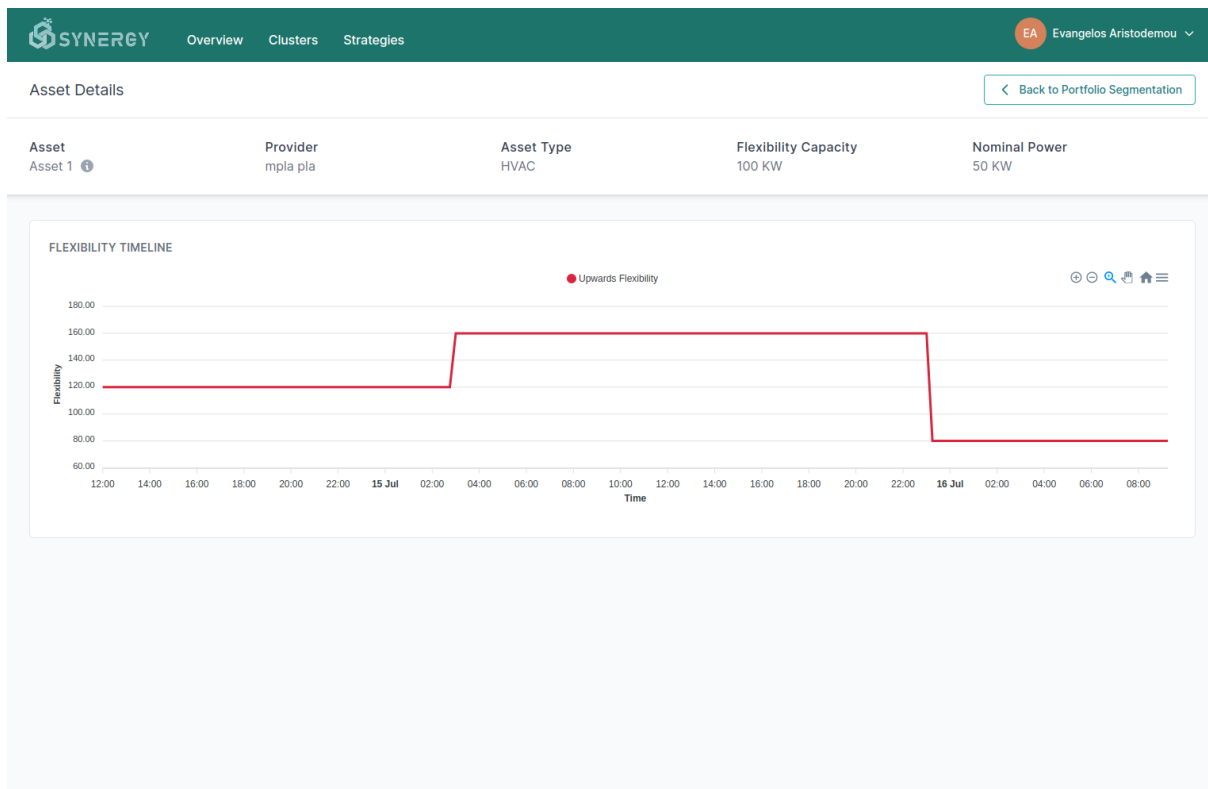 SYNERGY Overview Clusters Strategies EA Evangelos Aristodemou
Asset Details Back to Portfolio Segmentation
Asset Provider Asset Type Flexibility Capacity Nominal Power
Asset 1 mpla pla HVAC 100 KW 50 KW
FLEXIBILITY TIMELINE
Upwards Flexibility
180.00
160.00
140.00
120.00
100.00
80.00
60.00
Flexibility
12:00 14:00 16:00 18:00 20:00 22:00 15 Jul 02:00 04:00 06:00 08:00 10:00 12:00 14:00 16:00 18:00 20:00 22:00 16 Jul 02:00 04:00 06:00 08:00
Time